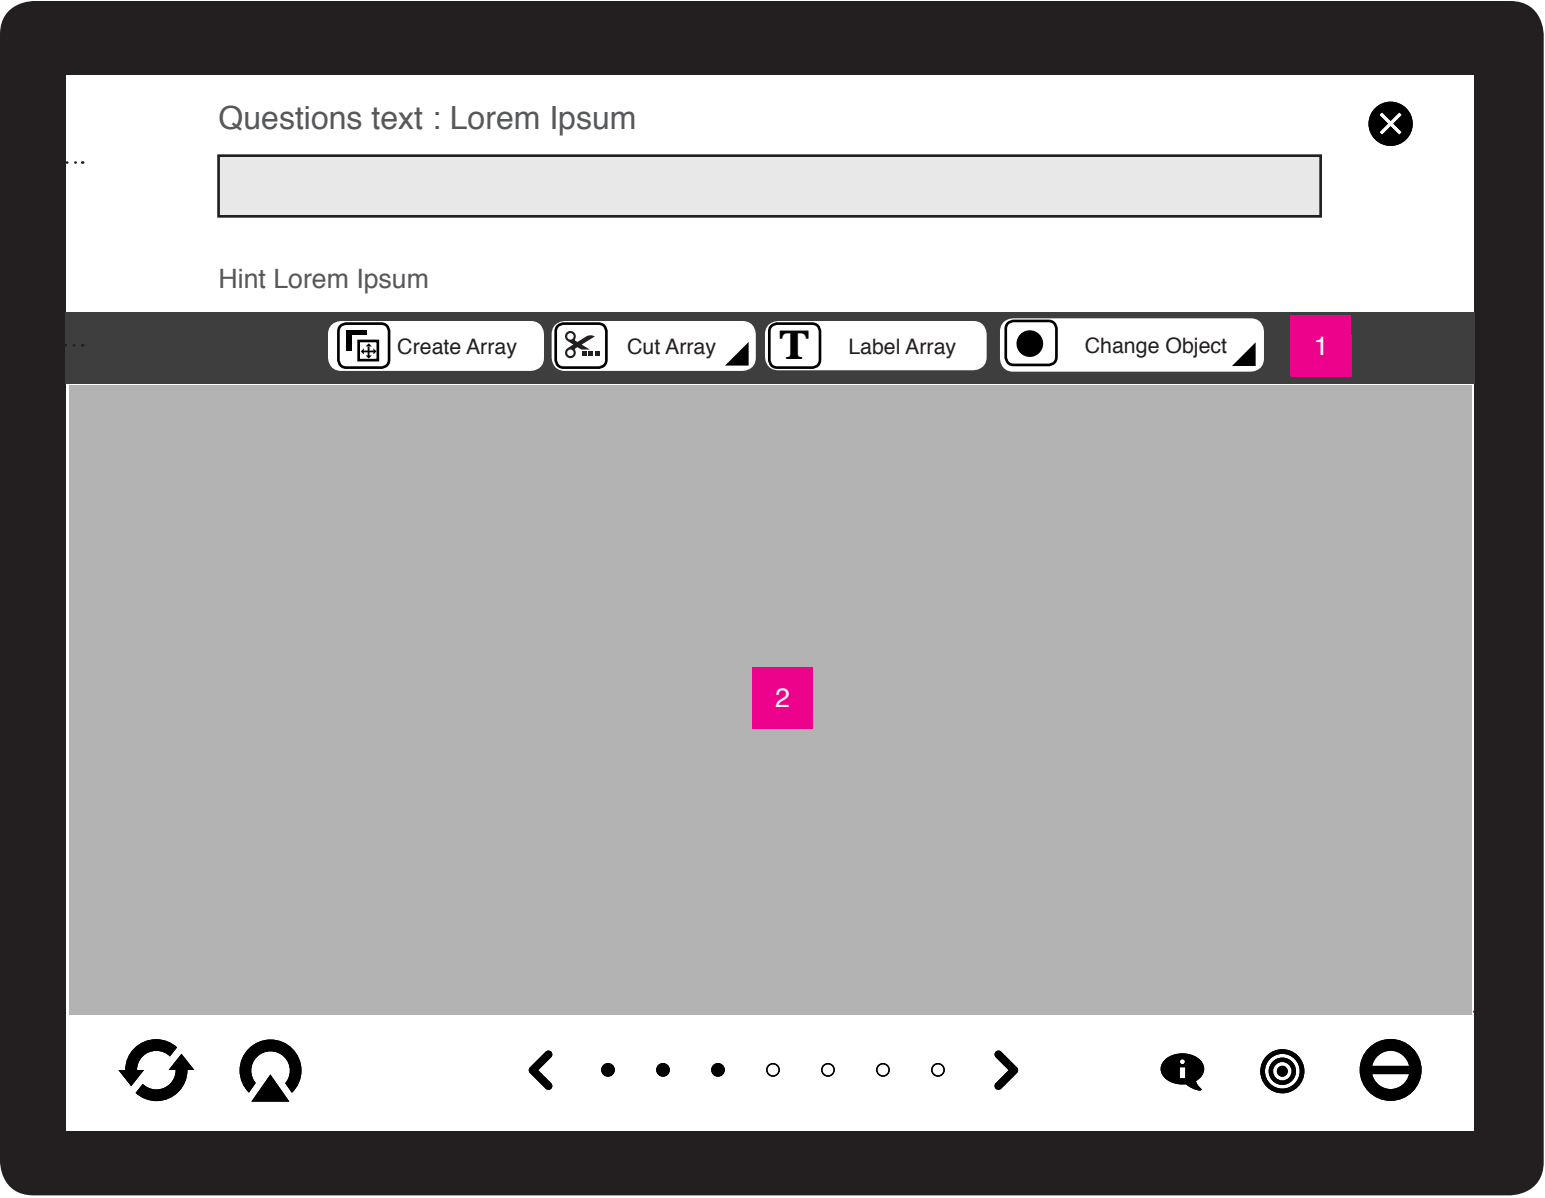 Questions text : Lorem Ipsum
...
Hint Lorem Ipsum
...
Create Array
Cut Array
T
Label Array
Change Object
1
2
i